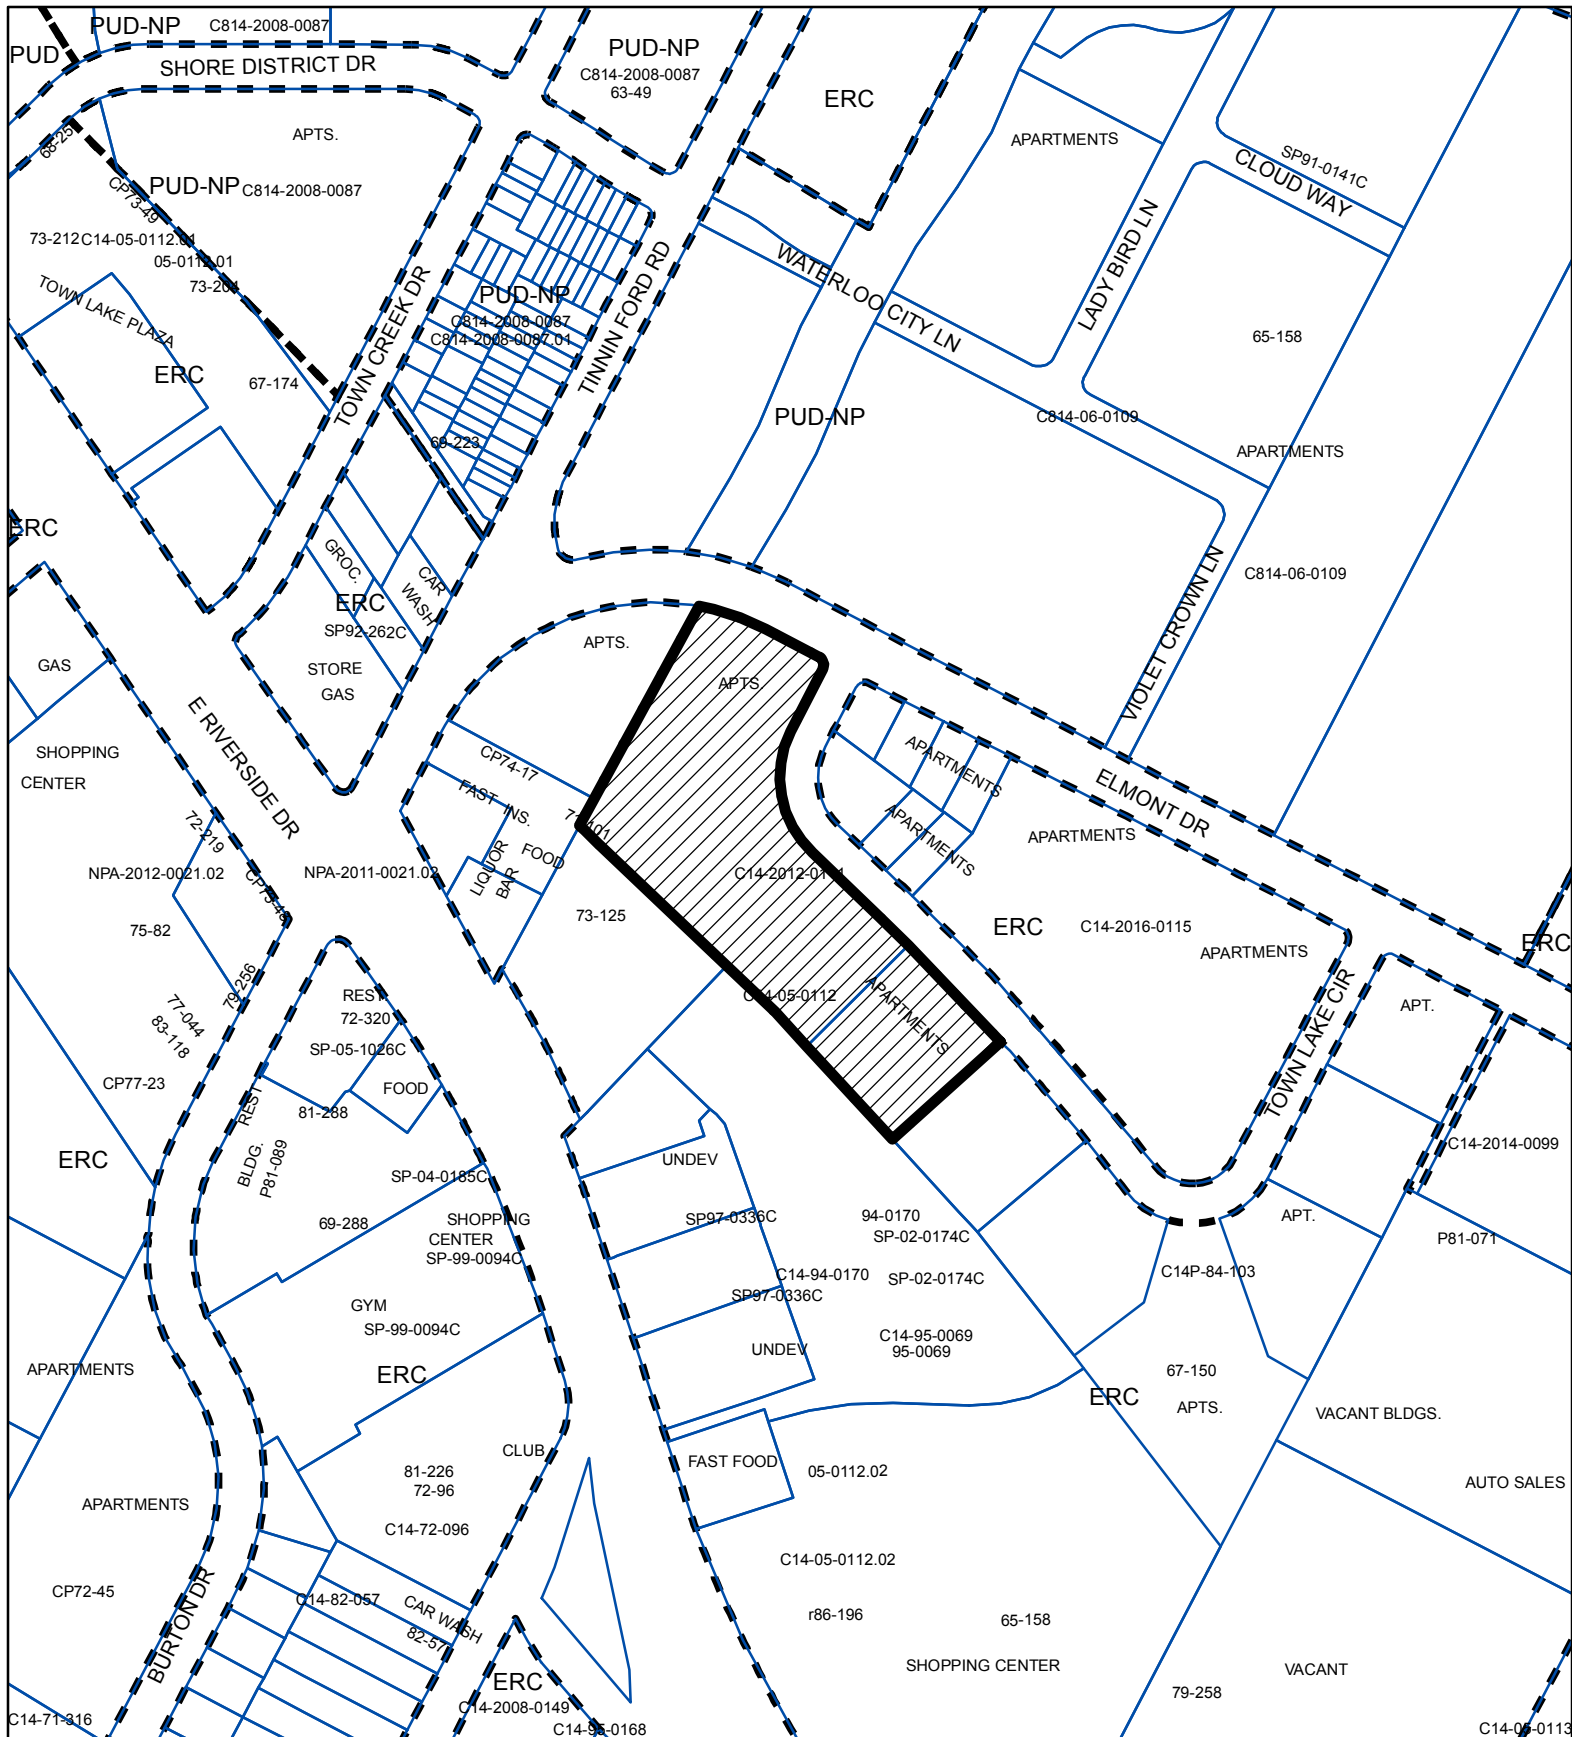 PUD-NP
C814-2008-0087
PUD
SHORE DISTRICT DR
PUD-NP
C814-2008-0087
63-49
ERC
APTS.
68-25
APARTMENTS
SP91-0141C
CLOUD WAY
PUD-NP
C814-2008-0087
CP73-49
73-212
C14-05-0112.01
05-0112.01
73-204
TOWN LAKE PLAZA
ERC
67-174
TOWN CREEK DR
PUD-NP
C814-2008-0087
C814-2008-0087.01
TINNIN FORD RD
WATERLOO CITY LN
LADY BIRD LN
65-158
69-223
PUD-NP
C814-06-0109
APARTMENTS
ERC
GROC.
CAR
WASH
ERC
SP92-262C
C814-06-0109
VIOLET CROWN LN
GAS
STORE
GAS
APTS.
APTS.
E RIVERSIDE DR
SHOPPING
CENTER
CP74-17
FAST INS.
APARTMENTS
ELMONT DR
72-219
LIQUOR
BAR
FOOD
APARTMENTS
APARTMENTS
NPA-2012-0021.02
CP73-48
NPA-2011-0021.02
75-82
73-125
ERC
C14-2016-0115
APARTMENTS
ERC
79-256
77-044
83-118
REST
72-320
SP-05-1026C
C14-05-0112
APARTMENTS
APT.
TOWN LAKE CIR
CP77-23
FOOD
REST
81-288
BLDG.
P81-089
ERC
UNDEV
C14-2014-0099
SP-04-0185C
69-288
SHOPPING
CENTER
SP-99-0094C
SP97-0336C
94-0170
SP-02-0174C
APT.
P81-071
C14-94-0170
SP-02-0174C
SP97-0336C
C14P-84-103
GYM
SP-99-0094C
C14-95-0069
95-0069
UNDEV
APARTMENTS
ERC
67-150
ERC
APTS.
VACANT BLDGS.
CLUB
FAST FOOD
05-0112.02
81-226
72-96
AUTO SALES
APARTMENTS
C14-72-096
C14-05-0112.02
CP72-45
C14-82-057
CAR WASH
82-57
r86-196
65-158
BURTON DR
SHOPPING CENTER
VACANT
ERC
C14-2008-0149
79-258
C14-71-316
C14-95-0168
C14-05-0113